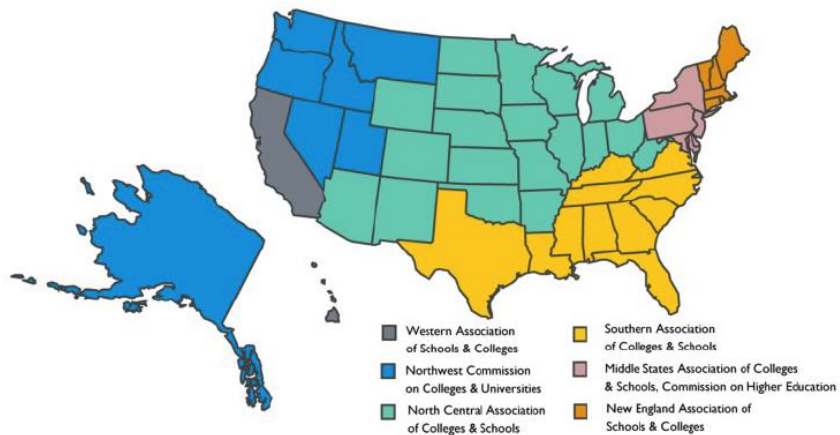 Western Association
of Schools & Colleges
Northwest Commission
on Colleges & Universities
North Central Association
of Colleges & Schools
Southern Association
of Colleges & Schools
Middle States Association of Colleges
& Schools, Commission on Higher Education
New England Association of
Schools & Colleges